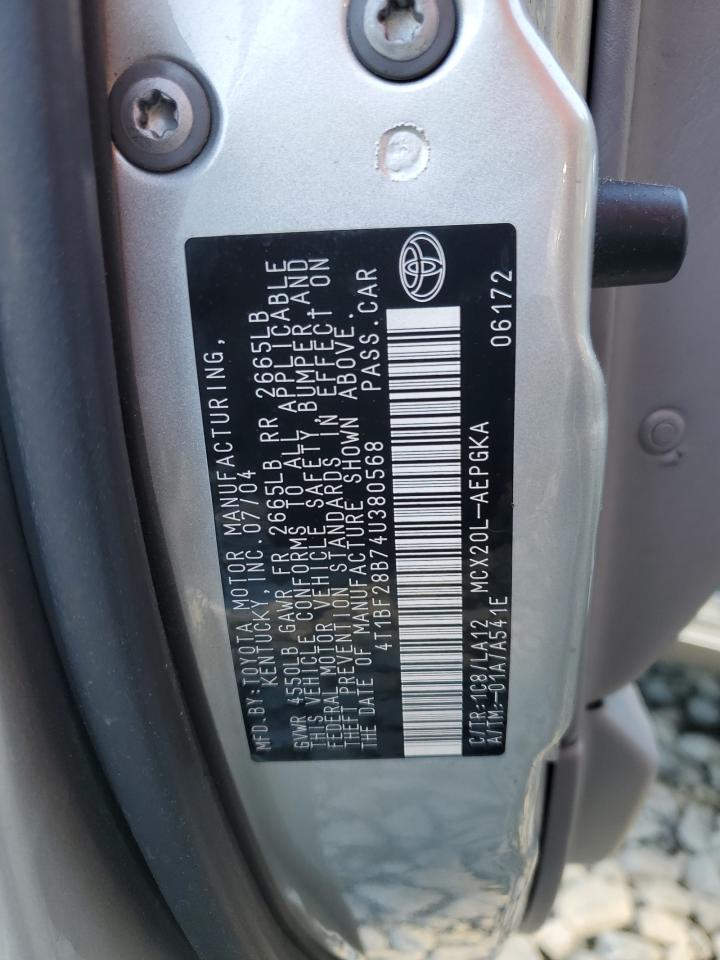 MFD.BY:TOYOTA MOTOR MANUFACTURING,
KENTUCKY, INC.07/04
GVWR 4550LB GAWR FR 2665LB RR 2665LB
THIS VEHICLE CONFORMS TO ALL APPLICABLE
FEDERAL MOTOR VEHICLE SAFETY, BUMPER AND
THEFT PREVENTION STANDARDS IN EFFECT ON
THE DATE OF MANUFACTURE SHOWN ABOVE.
4T1BF28B74U380568 PASS.CAR
C/TR:1C8/LA12 MCX20L-AEPGKA
A/TM:-01A/A541E 06172